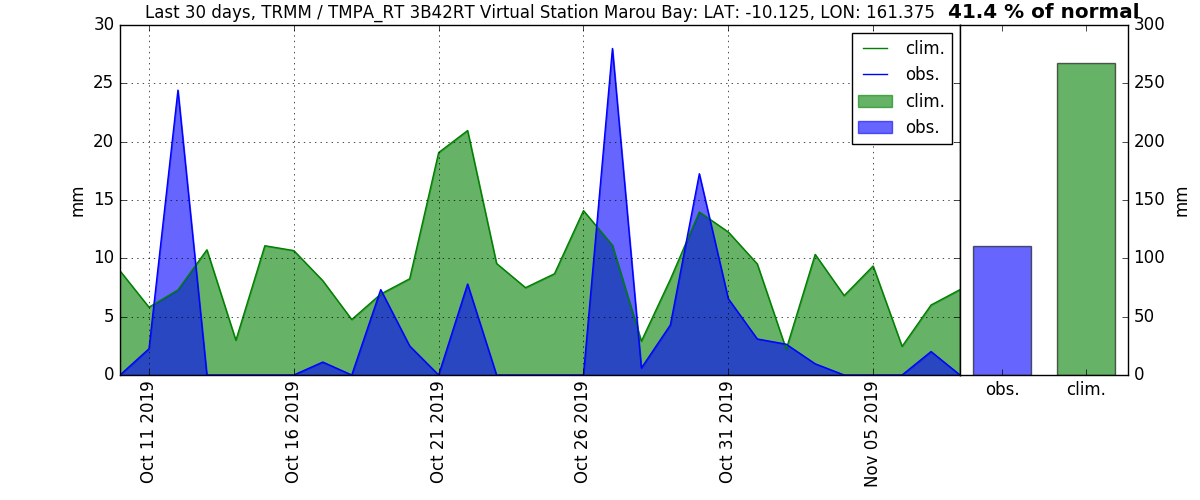 Last 30 days, TRMM / TMPA_RT 3B42RT Virtual Station Marou Bay: LAT: -10.125, LON: 161.375
41.4 % of normal
30
25
20
15
10
5
0
mm
clim.
obs.
clim.
obs.
Oct 11 2019
Oct 16 2019
Oct 21 2019
Oct 26 2019
Oct 31 2019
Nov 05 2019
300
250
200
150
100
50
0
mm
obs.
clim.